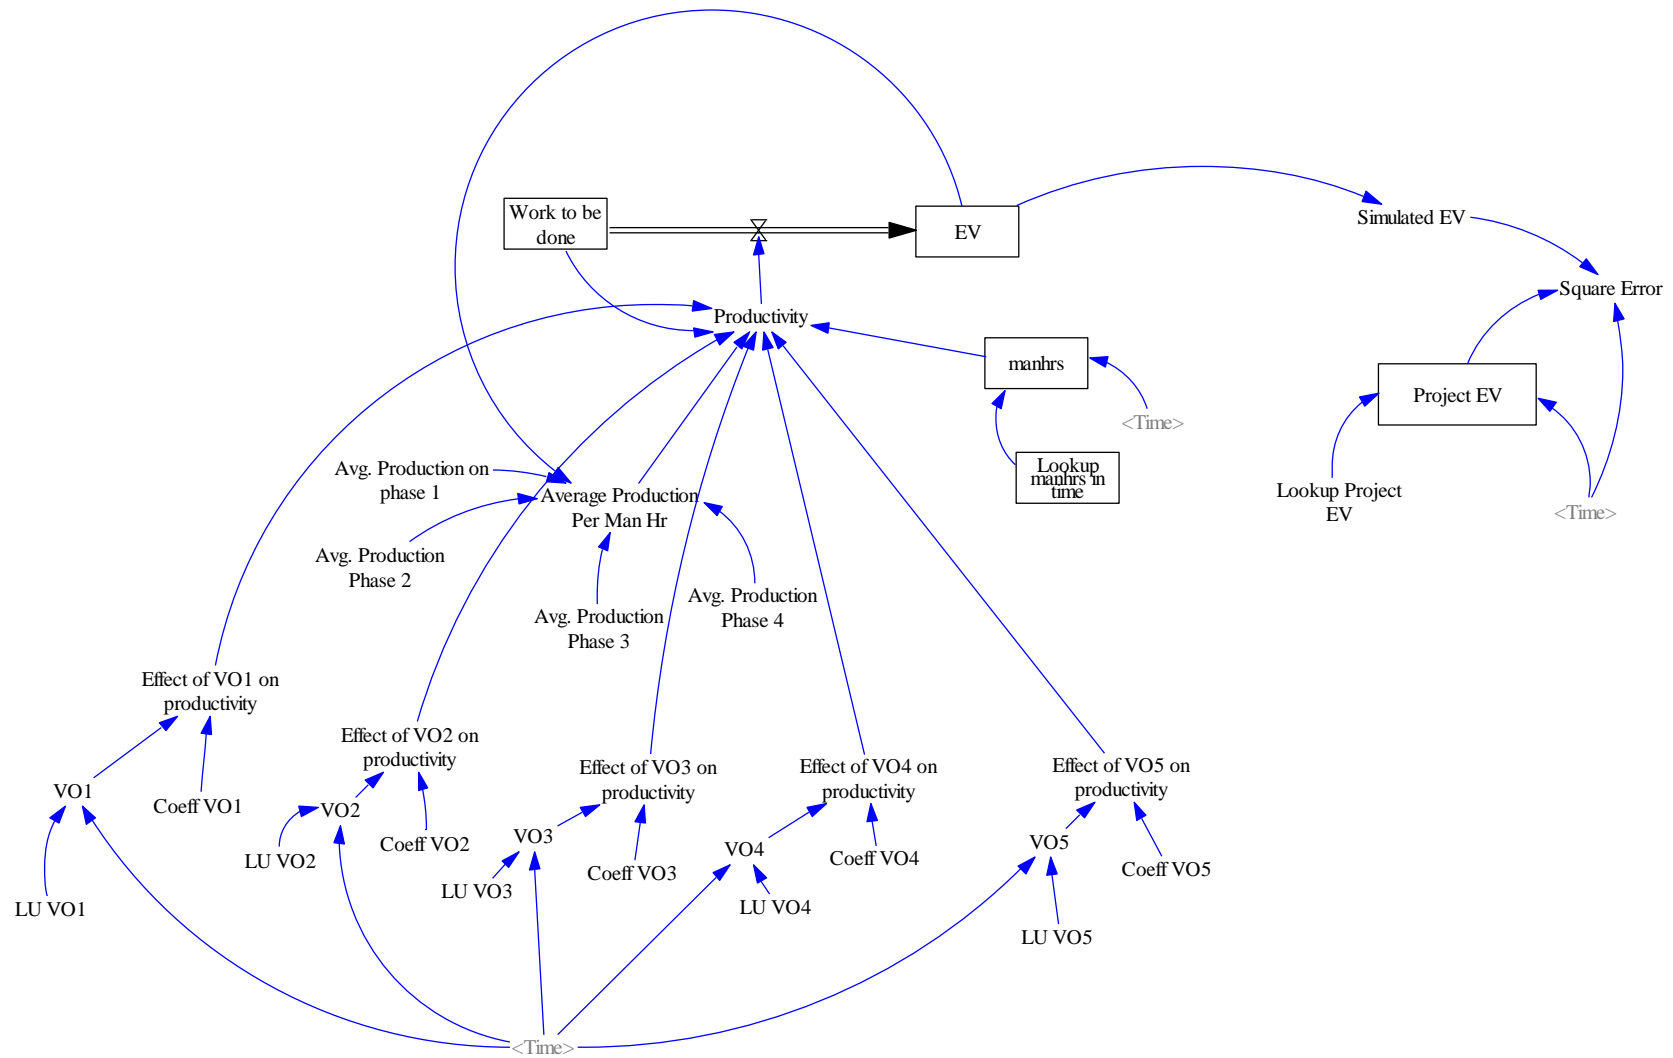 Work to be
done
EV
Simulated EV
Square Error
Productivity
manhrs
<Time>
Project EV
Lookup
manhrs in
time
Lookup Project
EV
<Time>
Avg. Production on
phase 1
Average Production
Per Man Hr
Avg. Production
Phase 2
Avg. Production
Phase 3
Avg. Production
Phase 4
Effect of VO1 on
productivity
Effect of VO2 on
productivity
Effect of VO3 on
productivity
Effect of VO4 on
productivity
Effect of VO5 on
productivity
VO1
Coeff VO1
VO2
Coeff VO2
VO3
Coeff VO3
VO4
Coeff VO4
VO5
Coeff VO5
LU VO1
LU VO2
LU VO3
LU VO4
LU VO5
<Time>